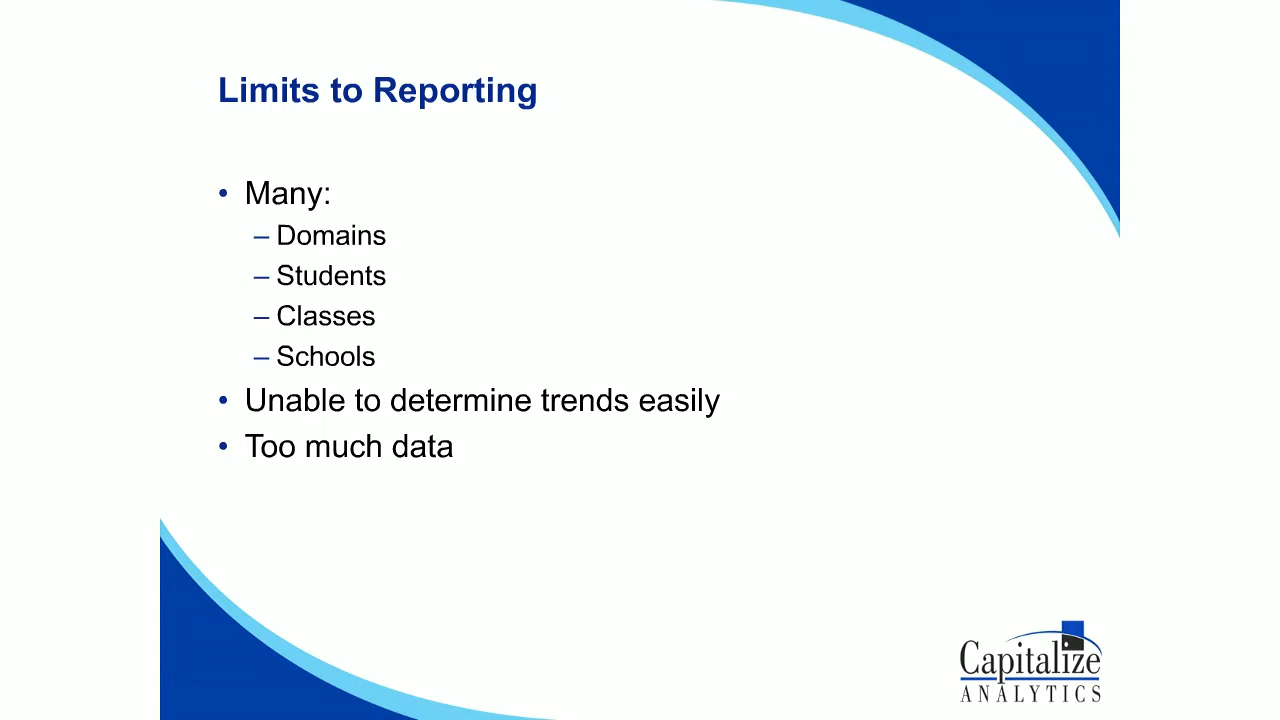 Limits to Reporting
• Many:
– Domains
– Students
– Classes
– Schools
• Unable to determine trends easily
• Too much data
Capitalize
ANALYTICS